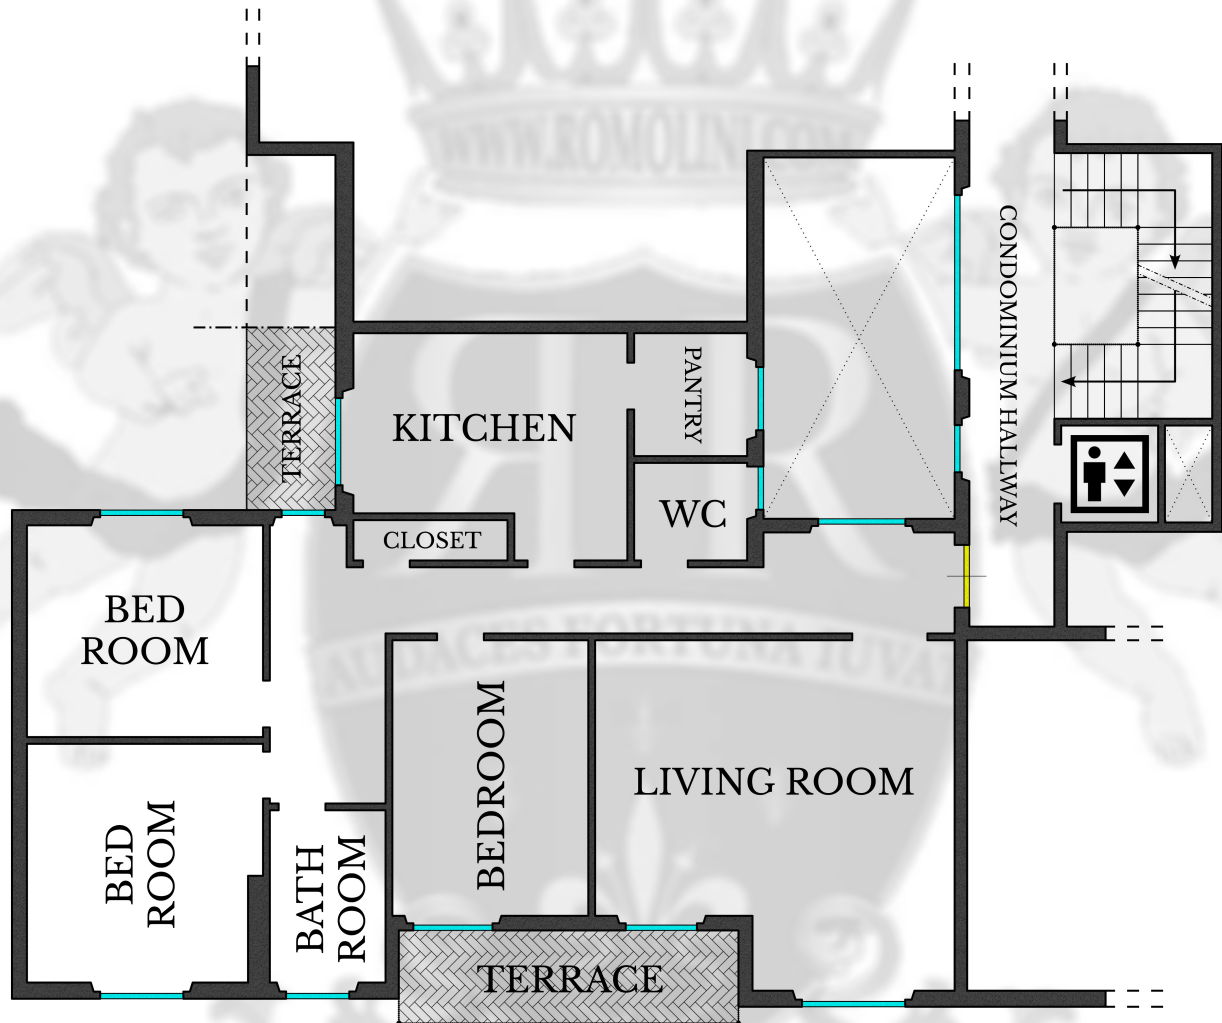 WWW.ROMOLINI.COM
CONDOMINIUM HALLWAY
PANTRY
TERRACE
KITCHEN
WC
CLOSET
BED
ROOM
AUDACES FORTUNA IUVAT
BEDROOM
LIVING ROOM
BED
ROOM
BATH
ROOM
TERRACE